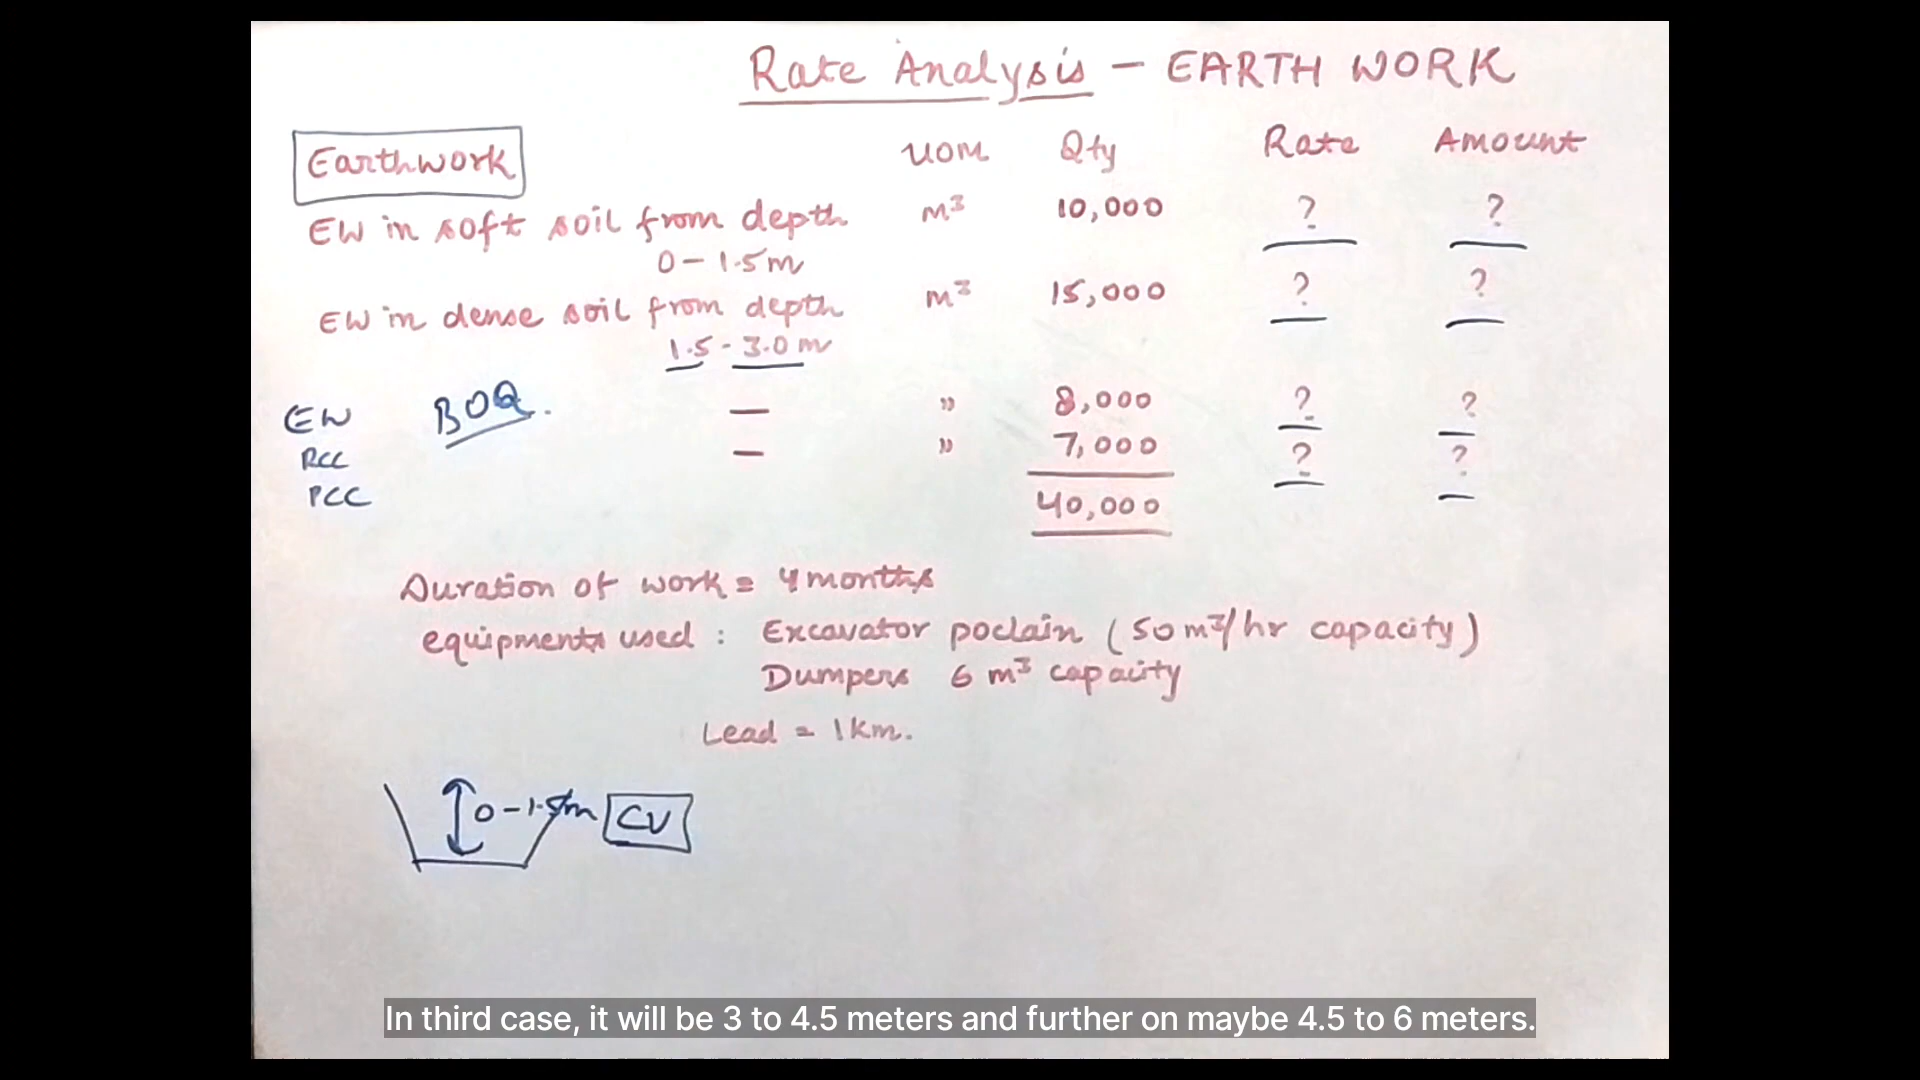 Rate Analysis - EARTH WORK
Earthwork UOM Qty Rate Amount
EW in soft soil from depth m³ 10,000 ? ?
0 - 1.5m
EW in dense soil from depth m³ 15,000 ? ?
1.5 - 3.0 m
EW BOQ. — " 8,000 ? ?
RCC — " 7,000 ? ?
PCC 40,000
Duration of work = 4 months
equipments used : Excavator poclain (50 m³/hr capacity)
Dumpers 6 m³ capacity
Lead = 1km.
0 - 1.5m CV
In third case, it will be 3 to 4.5 meters and further on maybe 4.5 to 6 meters.